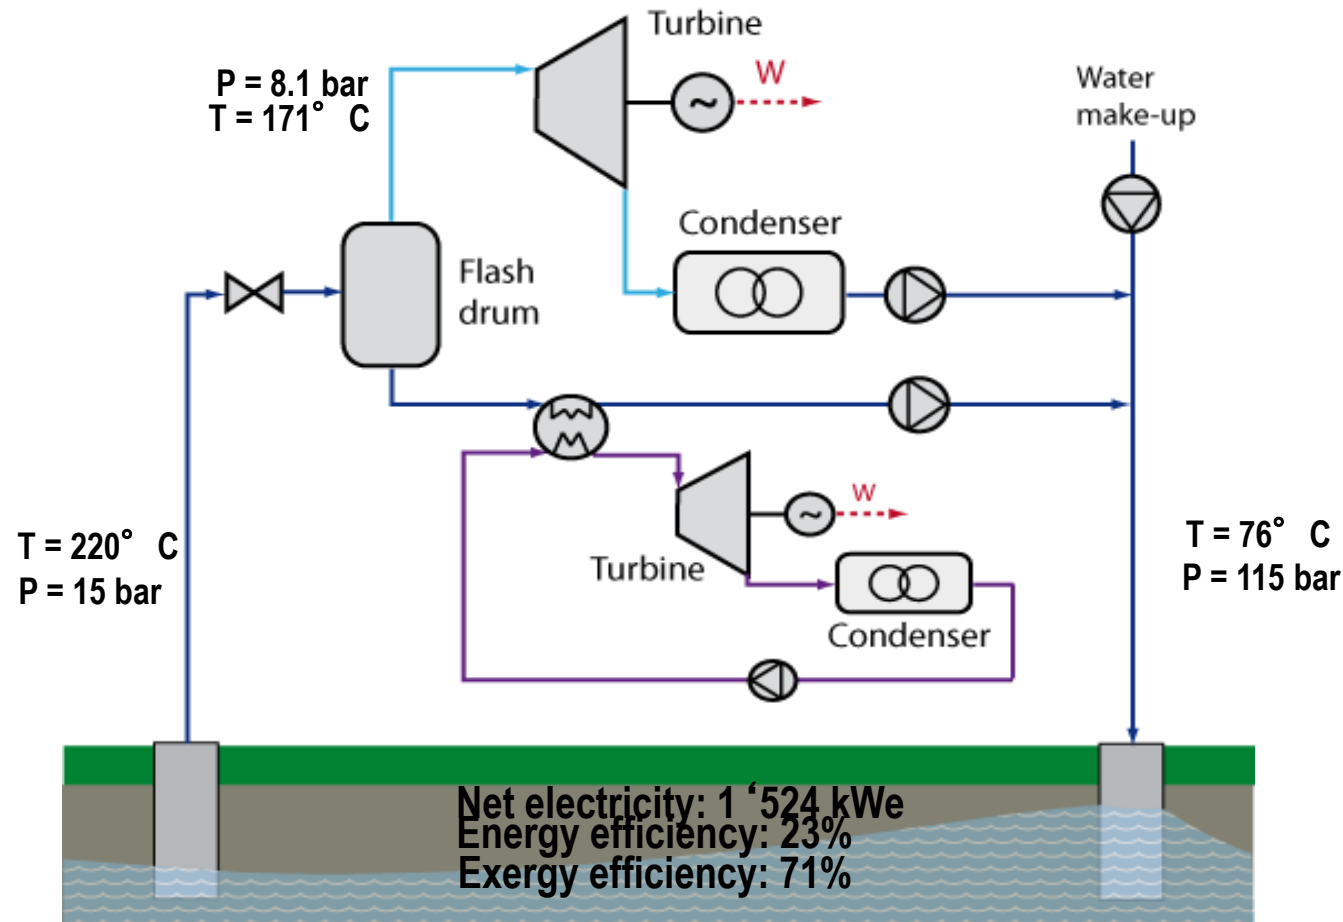 Turbine
W
P = 8.1 bar
T = 171° C
Water
make-up
Condenser
Flash
drum
T = 220° C
P = 15 bar
W
Turbine
Condenser
T = 76° C
P = 115 bar
Net electricity: 1 ‘524 kWe
Energy efficiency: 23%
Exergy efficiency: 71%